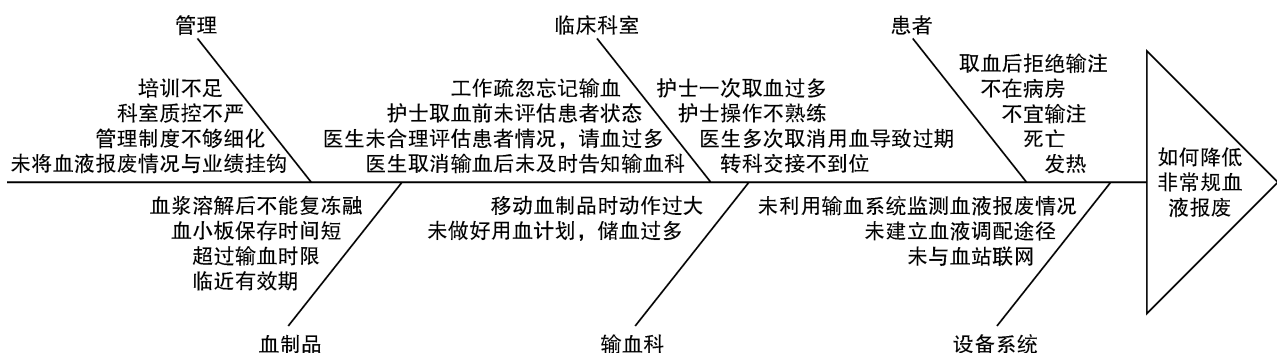 管理
培训不足
科室质控不严
管理制度不够细化
未将血液报废情况与业绩挂钩
临床科室
工作疏忽忘记输血
护士取血前未评估患者状态
医生未合理评估患者情况，请血过多
医生取消输血后未及时告知输血科
护士一次取血过多
护士操作不熟练
医生多次取消用血导致过期
转科交接不到位
患者
取血后拒绝输注
不在病房
不宜输注
死亡
发热
如何降低
非常规血
液报废
血浆溶解后不能复冻融
血小板保存时间短
超过输血时限
临近有效期
血制品
移动血制品时动作过大
未做好用血计划，储血过多
输血科
未利用输血系统监测血液报废情况
未建立血液调配途径
未与血站联网
设备系统